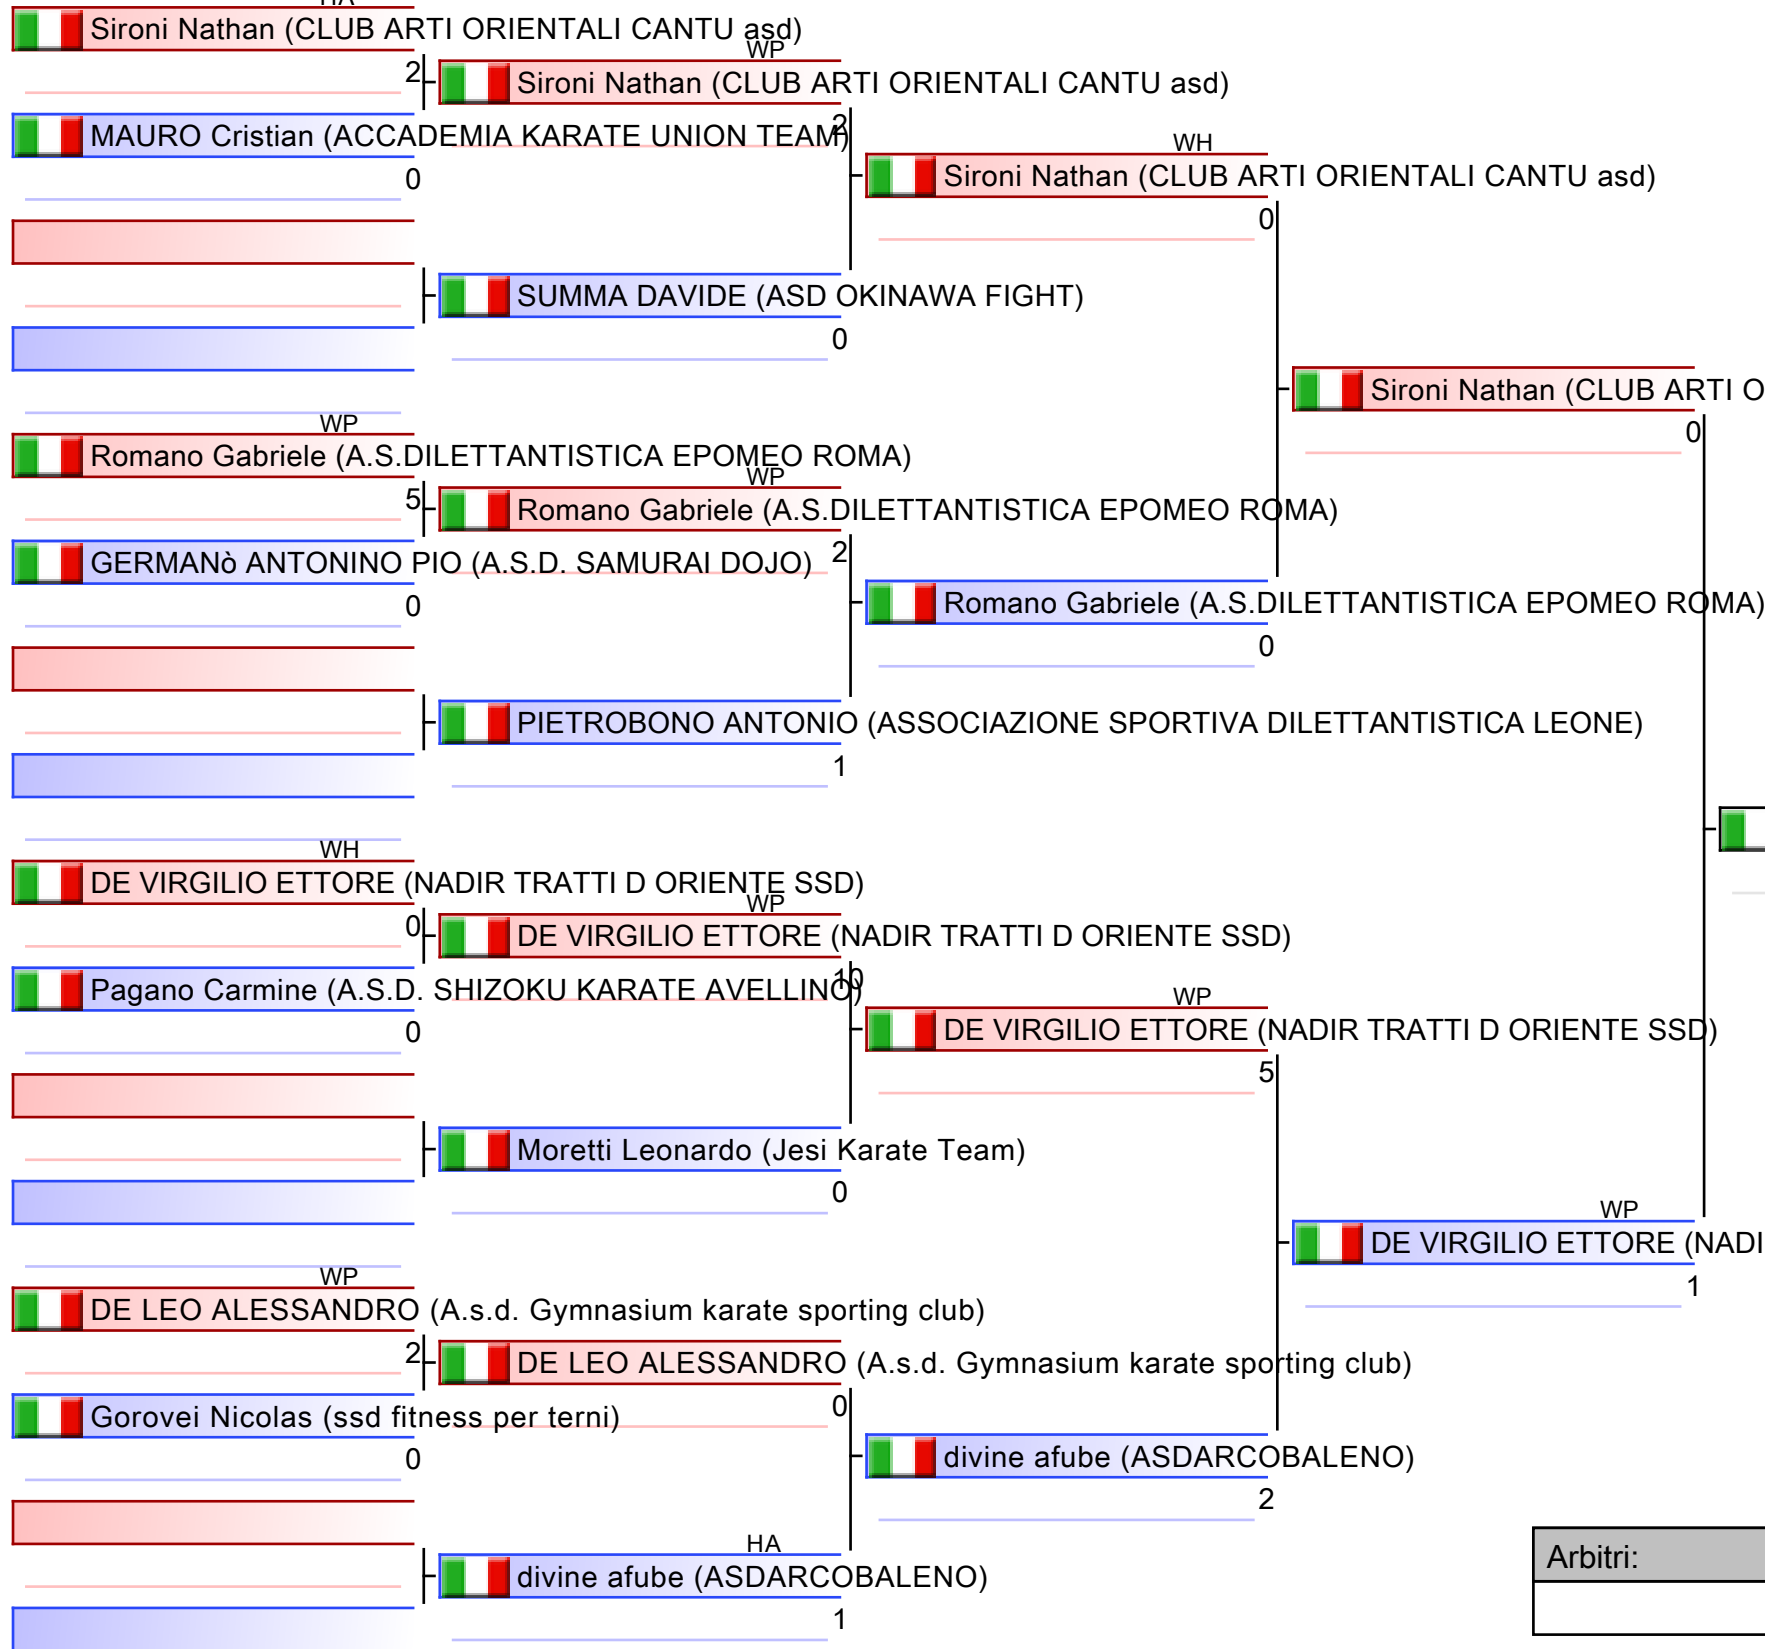 HA
Sironi Nathan (CLUB ARTI ORIENTALI CANTU asd)
2
WP
Sironi Nathan (CLUB ARTI ORIENTALI CANTU asd)
MAURO Cristian (ACCADEMIA KARATE UNION TEAM)
2
0
WH
Sironi Nathan (CLUB ARTI ORIENTALI CANTU asd)
0
SUMMA DAVIDE (ASD OKINAWA FIGHT)
0
Sironi Nathan (CLUB ARTI O
0
WP
Romano Gabriele (A.S.DILETTANTISTICA EPOMEO ROMA)
5
WP
Romano Gabriele (A.S.DILETTANTISTICA EPOMEO ROMA)
GERMANò ANTONINO PIO (A.S.D. SAMURAI DOJO)
2
0
Romano Gabriele (A.S.DILETTANTISTICA EPOMEO ROMA)
0
PIETROBONO ANTONIO (ASSOCIAZIONE SPORTIVA DILETTANTISTICA LEONE)
1
WH
DE VIRGILIO ETTORE (NADIR TRATTI D ORIENTE SSD)
0
WP
DE VIRGILIO ETTORE (NADIR TRATTI D ORIENTE SSD)
Pagano Carmine (A.S.D. SHIZOKU KARATE AVELLINO)
10
0
WP
DE VIRGILIO ETTORE (NADIR TRATTI D ORIENTE SSD)
5
Moretti Leonardo (Jesi Karate Team)
0
WP
DE VIRGILIO ETTORE (NADI
1
WP
DE LEO ALESSANDRO (A.s.d. Gymnasium karate sporting club)
2
DE LEO ALESSANDRO (A.s.d. Gymnasium karate sporting club)
Gorovei Nicolas (ssd fitness per terni)
0
0
divine afube (ASDARCOBALENO)
2
HA
divine afube (ASDARCOBALENO)
1
Arbitri: